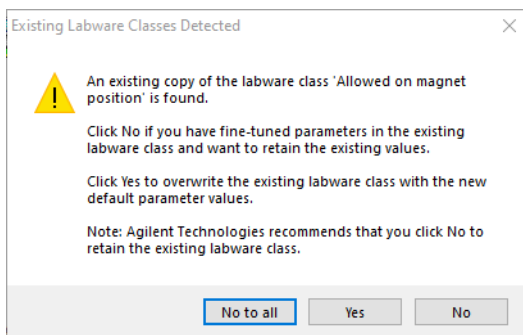 Existing Labware Classes Detected
An existing copy of the labware class 'Allowed on magnet
position' is found.
Click No if you have fine-tuned parameters in the existing
labware class and want to retain the existing values.
Click Yes to overwrite the existing labware class with the new
default parameter values.
Note: Agilent Technologies recommends that you click No to
retain the existing labware class.
No to all Yes No